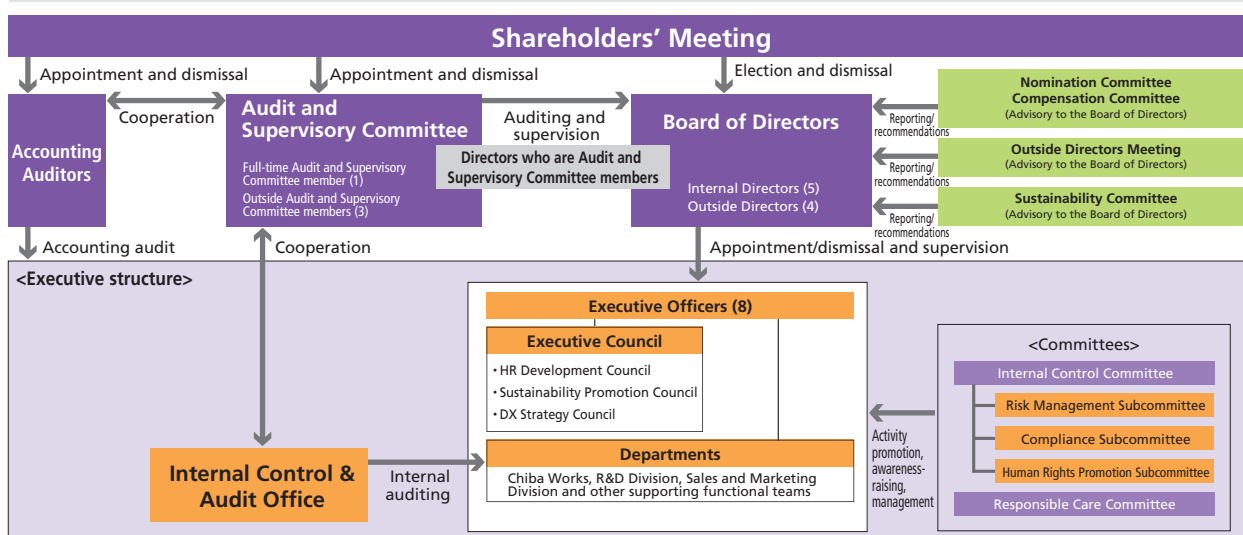 Shareholders' Meeting
Appointment and dismissal
Appointment and dismissal
Election and dismissal
Accounting
Auditors
Cooperation
Audit and
Supervisory Committee
Full-time Audit and Supervisory
Committee member (1)
Outside Audit and Supervisory
Committee members (3)
Auditing and
supervision
Directors who are Audit and
Supervisory Committee members
Board of Directors
Internal Directors (5)
Outside Directors (4)
Reporting/
recommendations
Nomination Committee
Compensation Committee
(Advisory to the Board of Directors)
Reporting/
recommendations
Outside Directors Meeting
(Advisory to the Board of Directors)
Reporting/
recommendations
Sustainability Committee
(Advisory to the Board of Directors)
Accounting audit
Cooperation
Appointment/dismissal and supervision
<Executive structure>
Executive Officers (8)
Executive Council
・HR Development Council
・Sustainability Promotion Council
・DX Strategy Council
Departments
Chiba Works, R&D Division, Sales and Marketing
Division and other supporting functional teams
Internal Control &
Audit Office
Internal
auditing
Activity
promotion,
awareness-
raising,
management
<Committees>
Internal Control Committee
Risk Management Subcommittee
Compliance Subcommittee
Human Rights Promotion Subcommittee
Responsible Care Committee